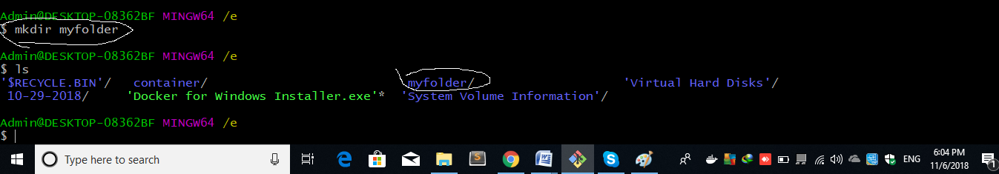 Admin@DESKTOP-08362BF MINGW64 /e
$ mkdir myfolder
Admin@DESKTOP-08362BF MINGW64 /e
$ ls
'$RECYCLE.BIN'/ container/ myfolder/ 'Virtual Hard Disks'/
10-29-2018/ 'Docker for Windows Installer.exe'* 'System Volume Information'/
Admin@DESKTOP-08362BF MINGW64 /e
$
Type here to search ENG 6:04 PM
11/6/2018 1